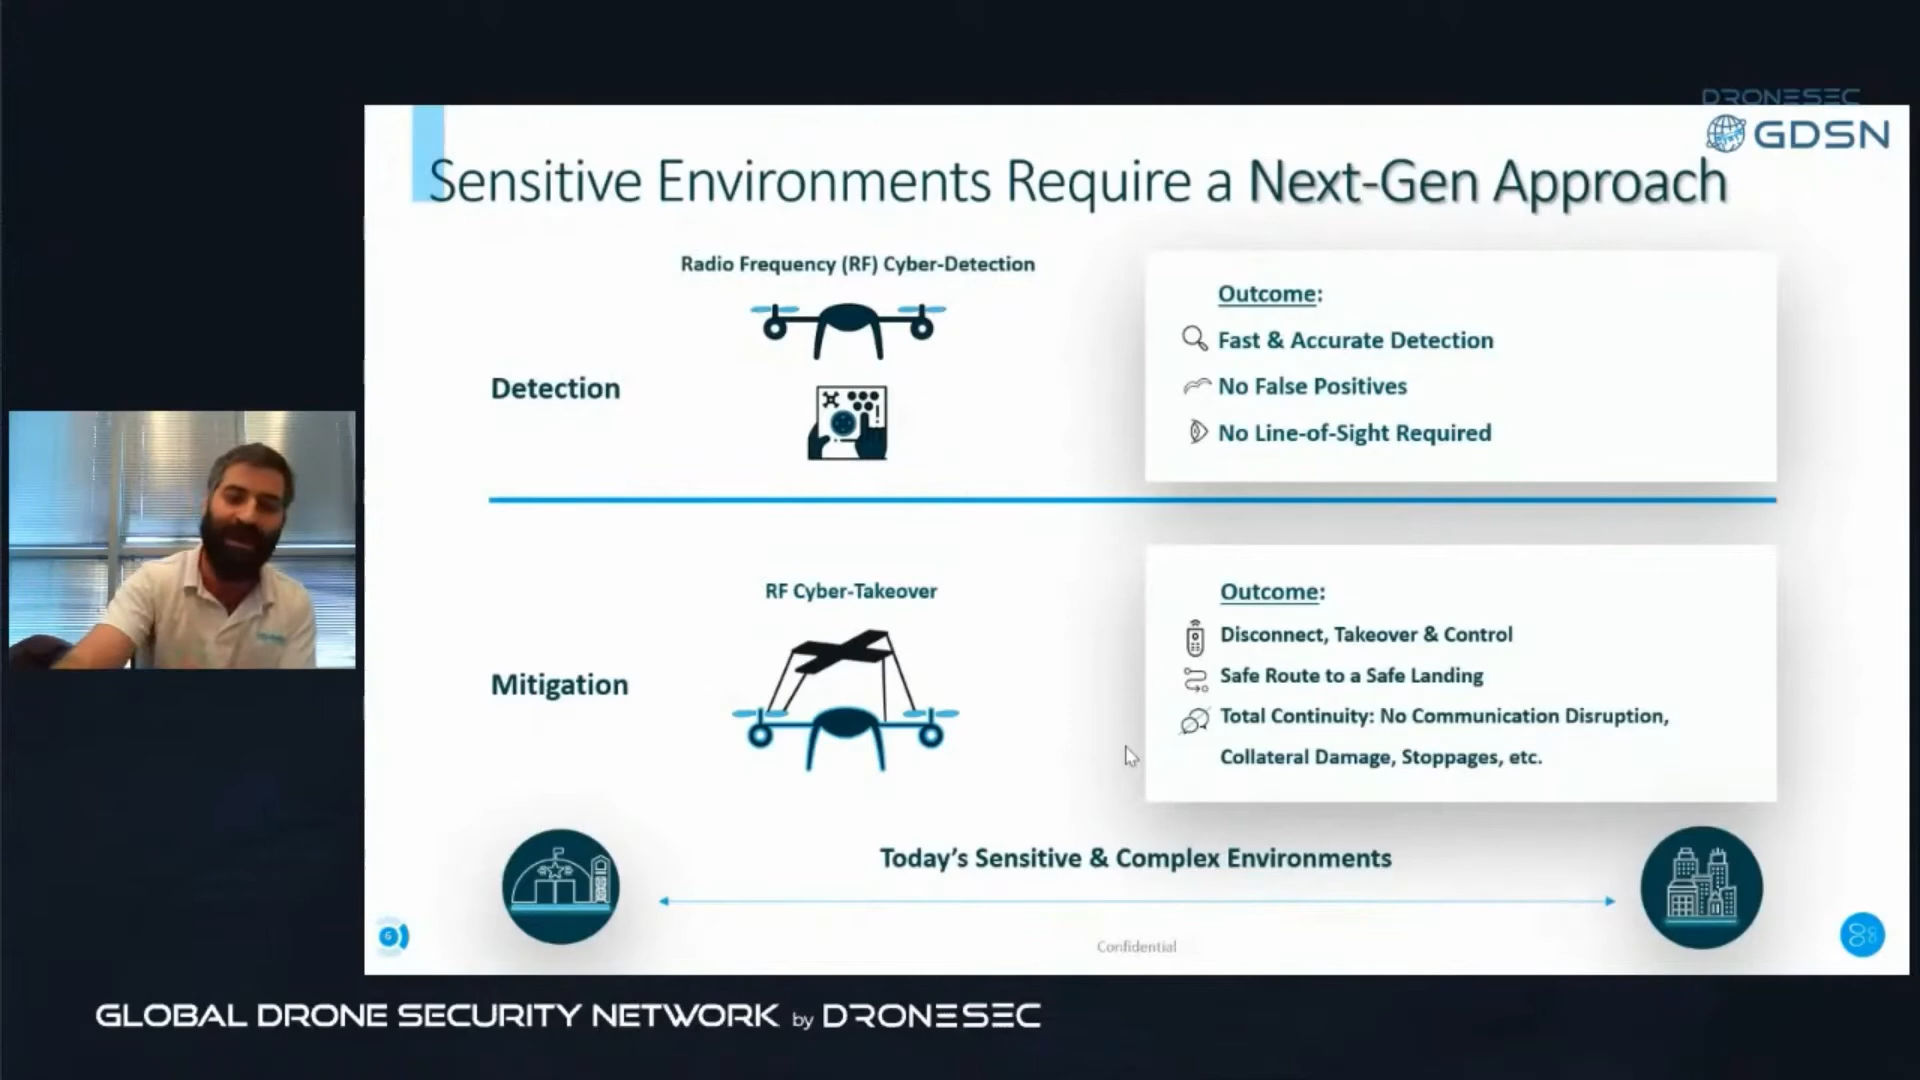 DRONESEC
GDSN
Sensitive Environments Require a Next-Gen Approach
Radio Frequency (RF) Cyber-Detection
Detection
Outcome:
Fast & Accurate Detection
No False Positives
No Line-of-Sight Required
RF Cyber-Takeover
Mitigation
Outcome:
Disconnect, Takeover & Control
Safe Route to a Safe Landing
Total Continuity: No Communication Disruption,
Collateral Damage, Stoppages, etc.
Today's Sensitive & Complex Environments
6
Confidential
GLOBAL DRONE SECURITY NETWORK by DRONESEC